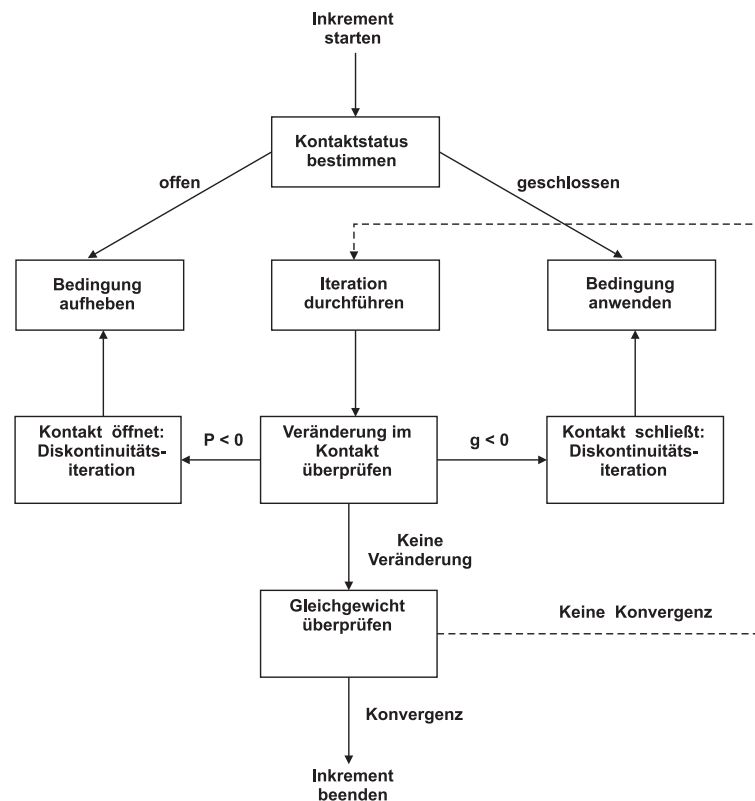 Inkrement
starten
Kontaktstatus
bestimmen
offen
geschlossen
Bedingung
aufheben
Iteration
durchführen
Bedingung
anwenden
Kontakt öffnet:
Diskontinuitäts-
iteration
P < 0
Veränderung im
Kontakt
überprüfen
g < 0
Kontakt schließt:
Diskontinuitäts-
iteration
Keine
Veränderung
Gleichgewicht
überprüfen
Keine Konvergenz
Konvergenz
Inkrement
beenden